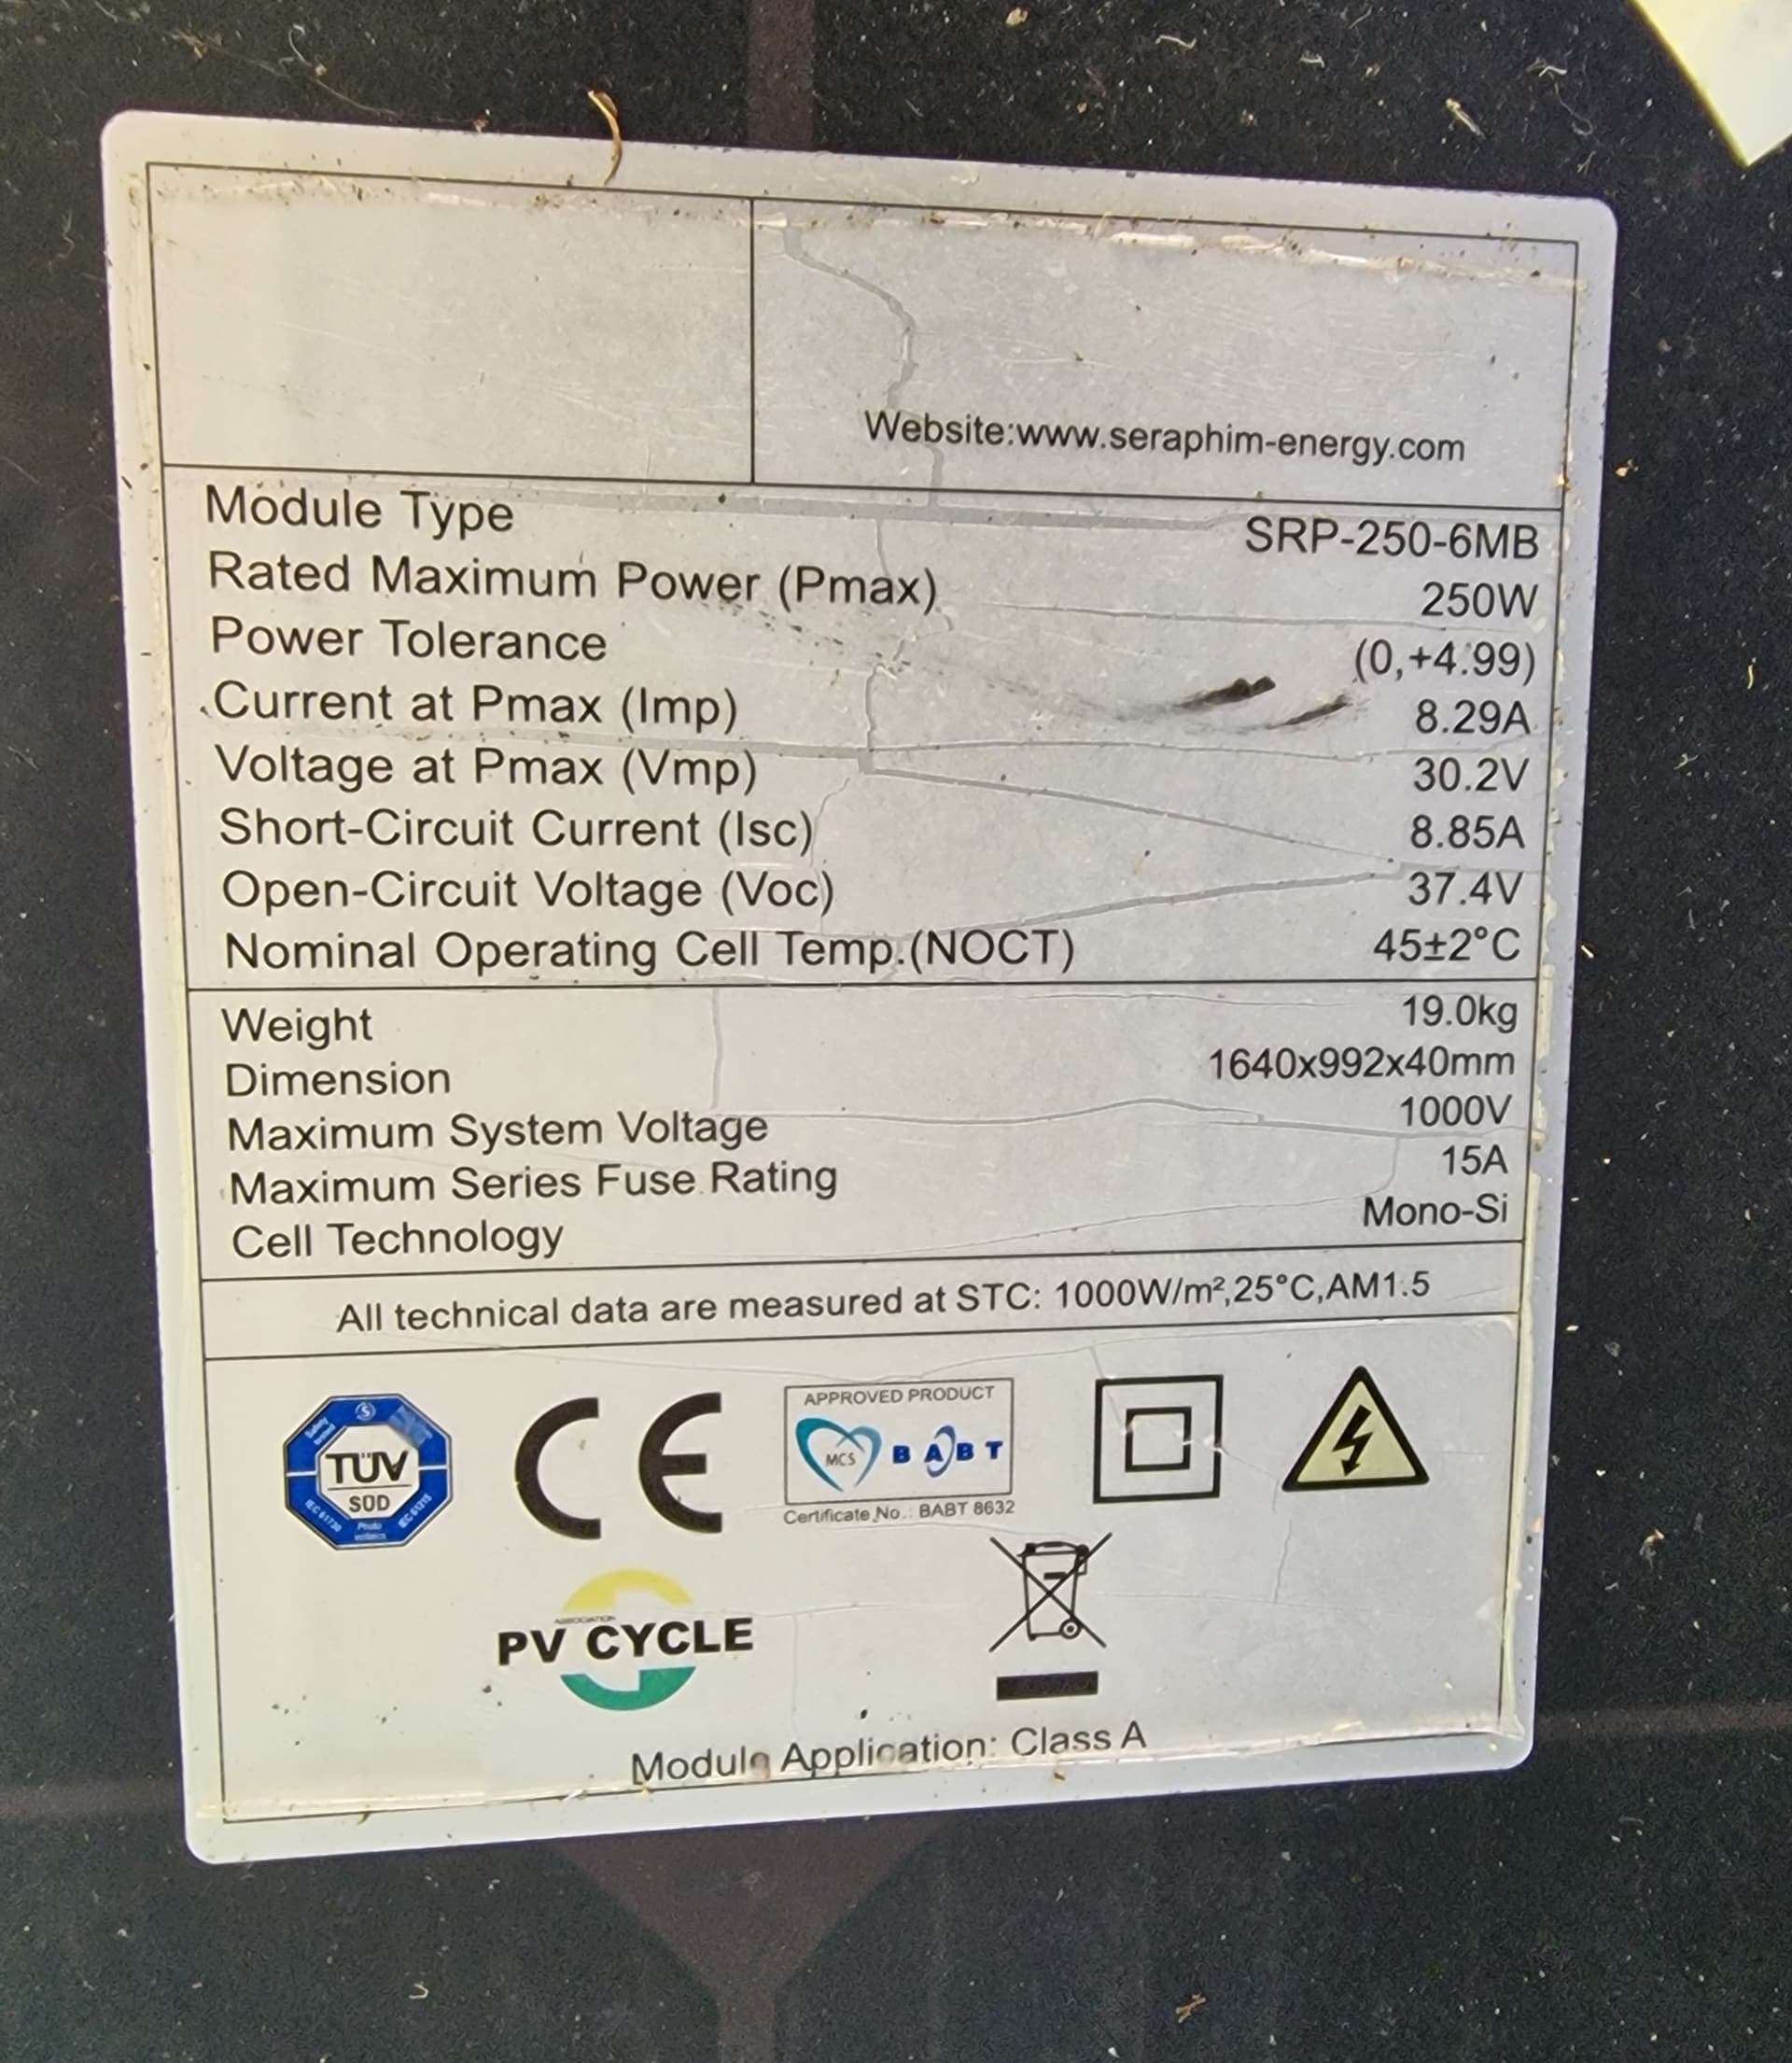 Website:www.seraphim-energy.com
Module Type SRP-250-6MB
Rated Maximum Power (Pmax) 250W
Power Tolerance (0,+4.99)
Current at Pmax (Imp) 8.29A
Voltage at Pmax (Vmp) 30.2V
Short-Circuit Current (Isc) 8.85A
Open-Circuit Voltage (Voc) 37.4V
Nominal Operating Cell Temp.(NOCT) 45±2°C
Weight 19.0kg
Dimension 1640x992x40mm
Maximum System Voltage 1000V
Maximum Series Fuse Rating 15A
Cell Technology Mono-Si
All technical data are measured at STC: 1000W/m²,25°C,AM1.5
TÜV
SÜD
IEC 61730
IEC 61215
CE
APPROVED PRODUCT
MCS BABT
Certificate No.: BABT 8632
ASSOCIATION
PV CYCLE
Module Application: Class A